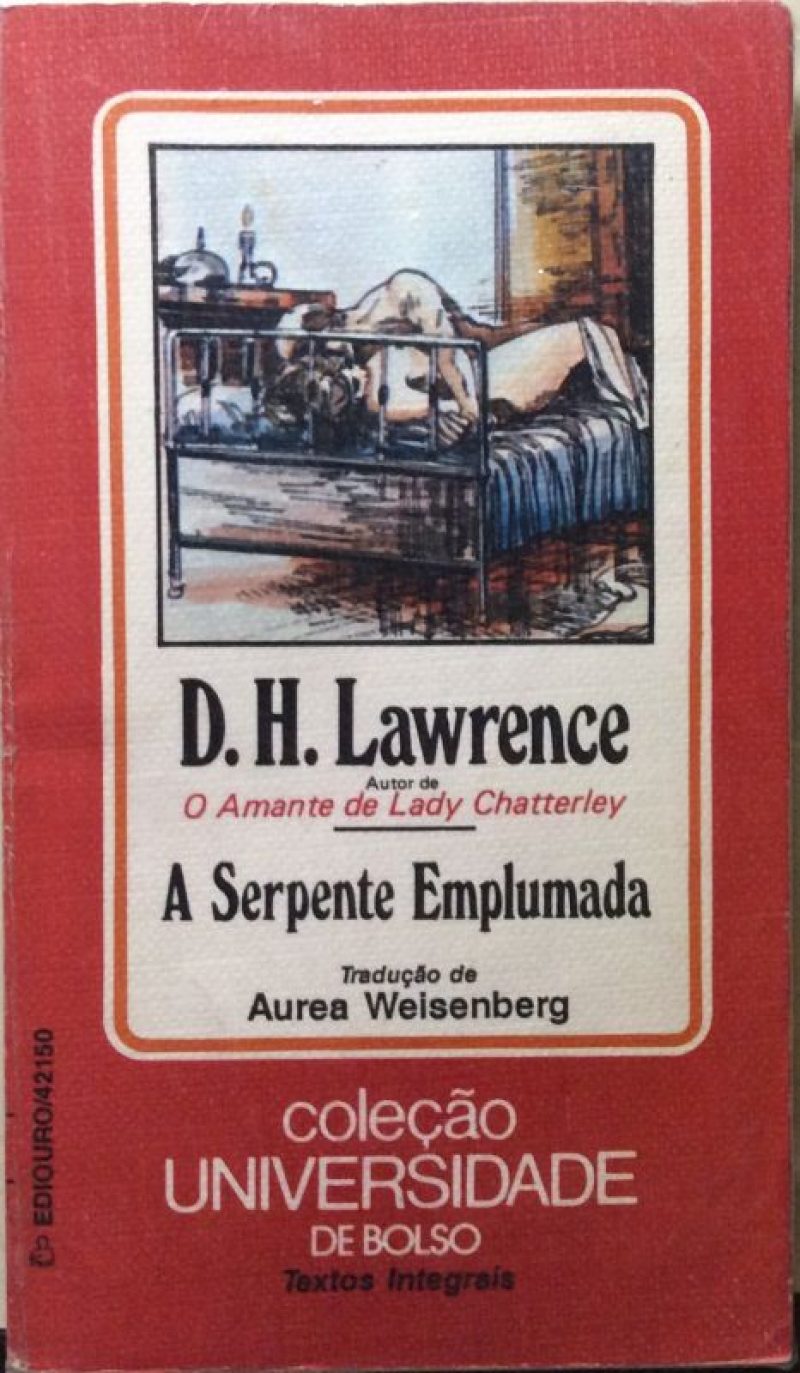 D. H. Lawrence
Autor de
O Amante de Lady Chatterley
A Serpente Emplumada
Tradução de
Aurea Weisenberg
EDIOURO/42150
coleção
UNIVERSIDADE
DE BOLSO
Textos Integrais